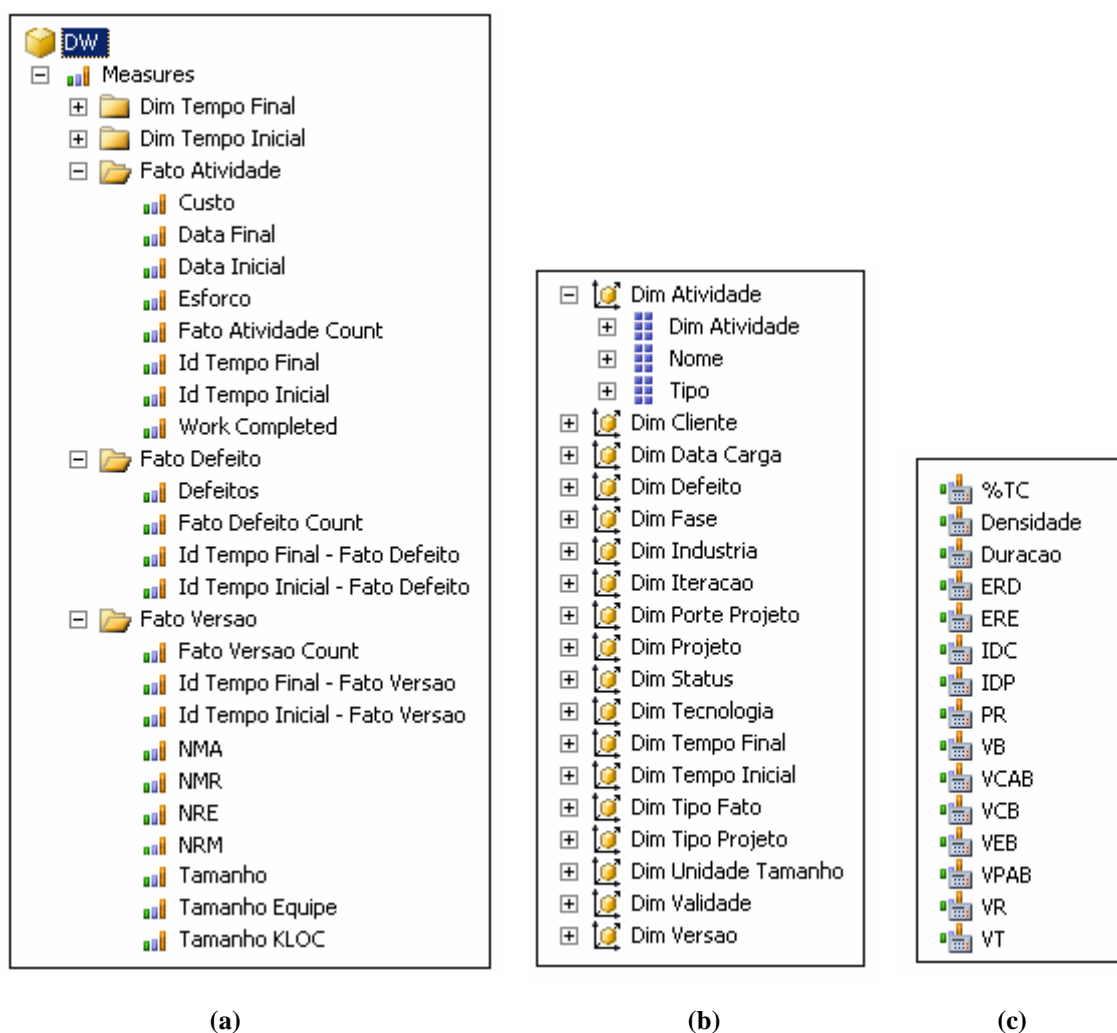 DW
Measures
Dim Tempo Final
Dim Tempo Inicial
Fato Atividade
Custo
Data Final
Data Inicial
Esforco
Fato Atividade Count
Id Tempo Final
Id Tempo Inicial
Work Completed
Fato Defeito
Defeitos
Fato Defeito Count
Id Tempo Final - Fato Defeito
Id Tempo Inicial - Fato Defeito
Fato Versao
Fato Versao Count
Id Tempo Final - Fato Versao
Id Tempo Inicial - Fato Versao
NMA
NMR
NRE
NRM
Tamanho
Tamanho Equipe
Tamanho KLOC
(a)
Dim Atividade
Dim Atividade
Nome
Tipo
Dim Cliente
Dim Data Carga
Dim Defeito
Dim Fase
Dim Industria
Dim Iteracao
Dim Porte Projeto
Dim Projeto
Dim Status
Dim Tecnologia
Dim Tempo Final
Dim Tempo Inicial
Dim Tipo Fato
Dim Tipo Projeto
Dim Unidade Tamanho
Dim Validade
Dim Versao
(b)
%TC
Densidade
Duracao
ERD
ERE
IDC
IDP
PR
VB
VCAB
VCB
VEB
VPAB
VR
VT
(c)